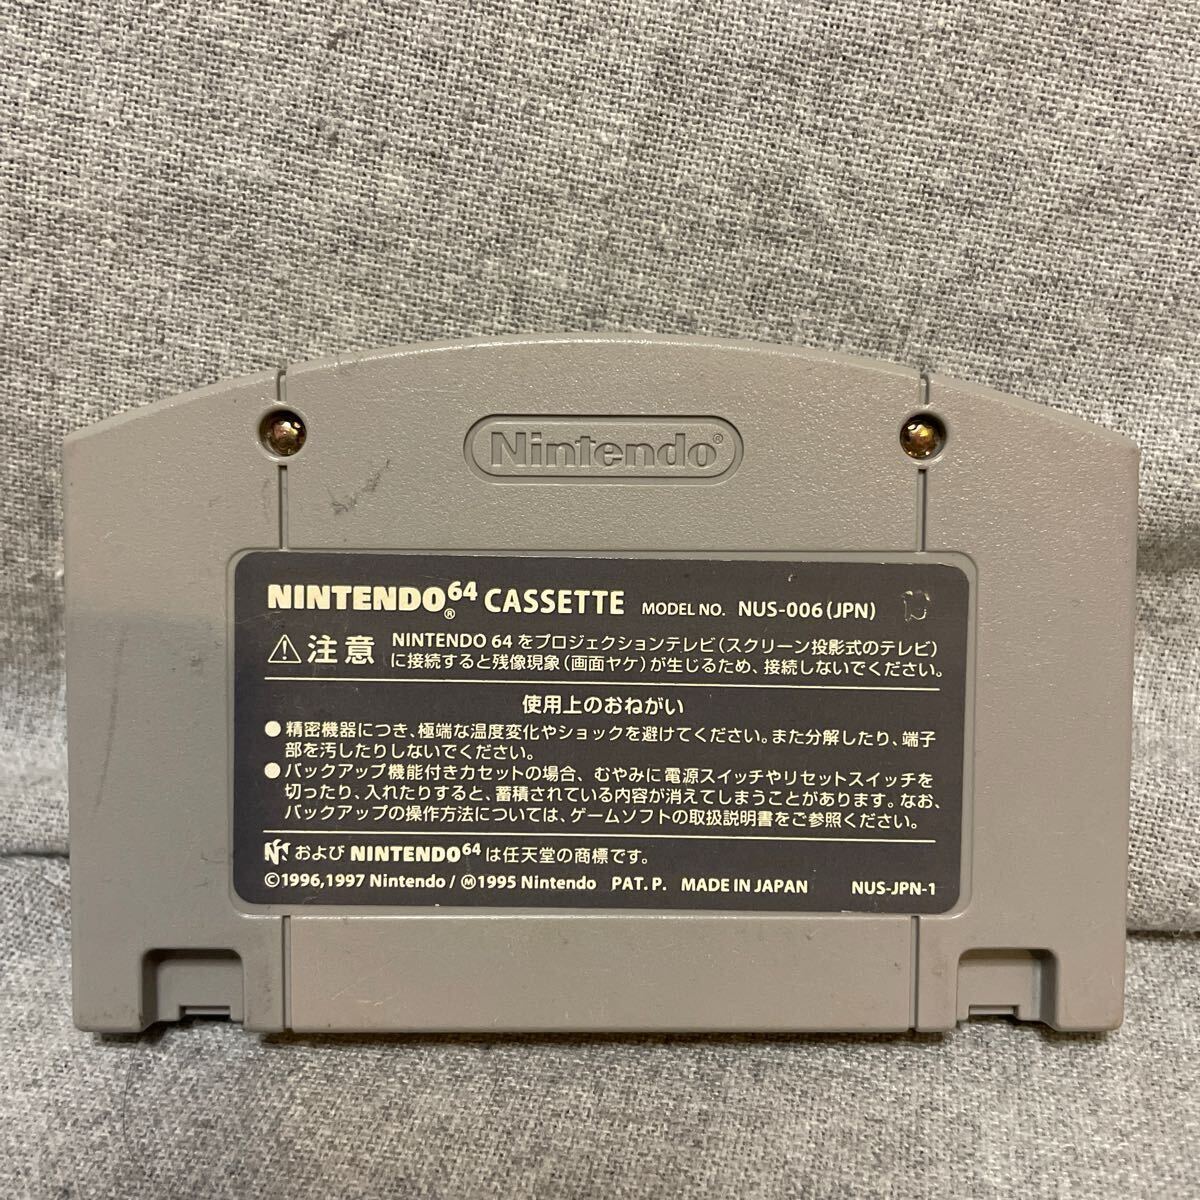 Nintendo®
NINTENDO64® CASSETTE MODEL NO. NUS-006(JPN)
⚠注意 NINTENDO 64 をプロジェクションテレビ(スクリーン投影式のテレビ)
に接続すると残像現象(画面ヤケ)が生じるため、接続しないでください。
使用上のおねがい
●精密機器につき、極端な温度変化やショックを避けてください。また分解したり、端子
部を汚したりしないでください。
●バックアップ機能付きカセットの場合、むやみに電源スイッチやリセットスイッチを
切ったり、入れたりすると、蓄積されている内容が消えてしまうことがあります。なお、
バックアップの操作方法については、ゲームソフトの取扱説明書をご参照ください。
および NINTENDO64 は任天堂の商標です。
©1996,1997 Nintendo/Ⓜ1995 Nintendo PAT. P. MADE IN JAPAN NUS-JPN-1